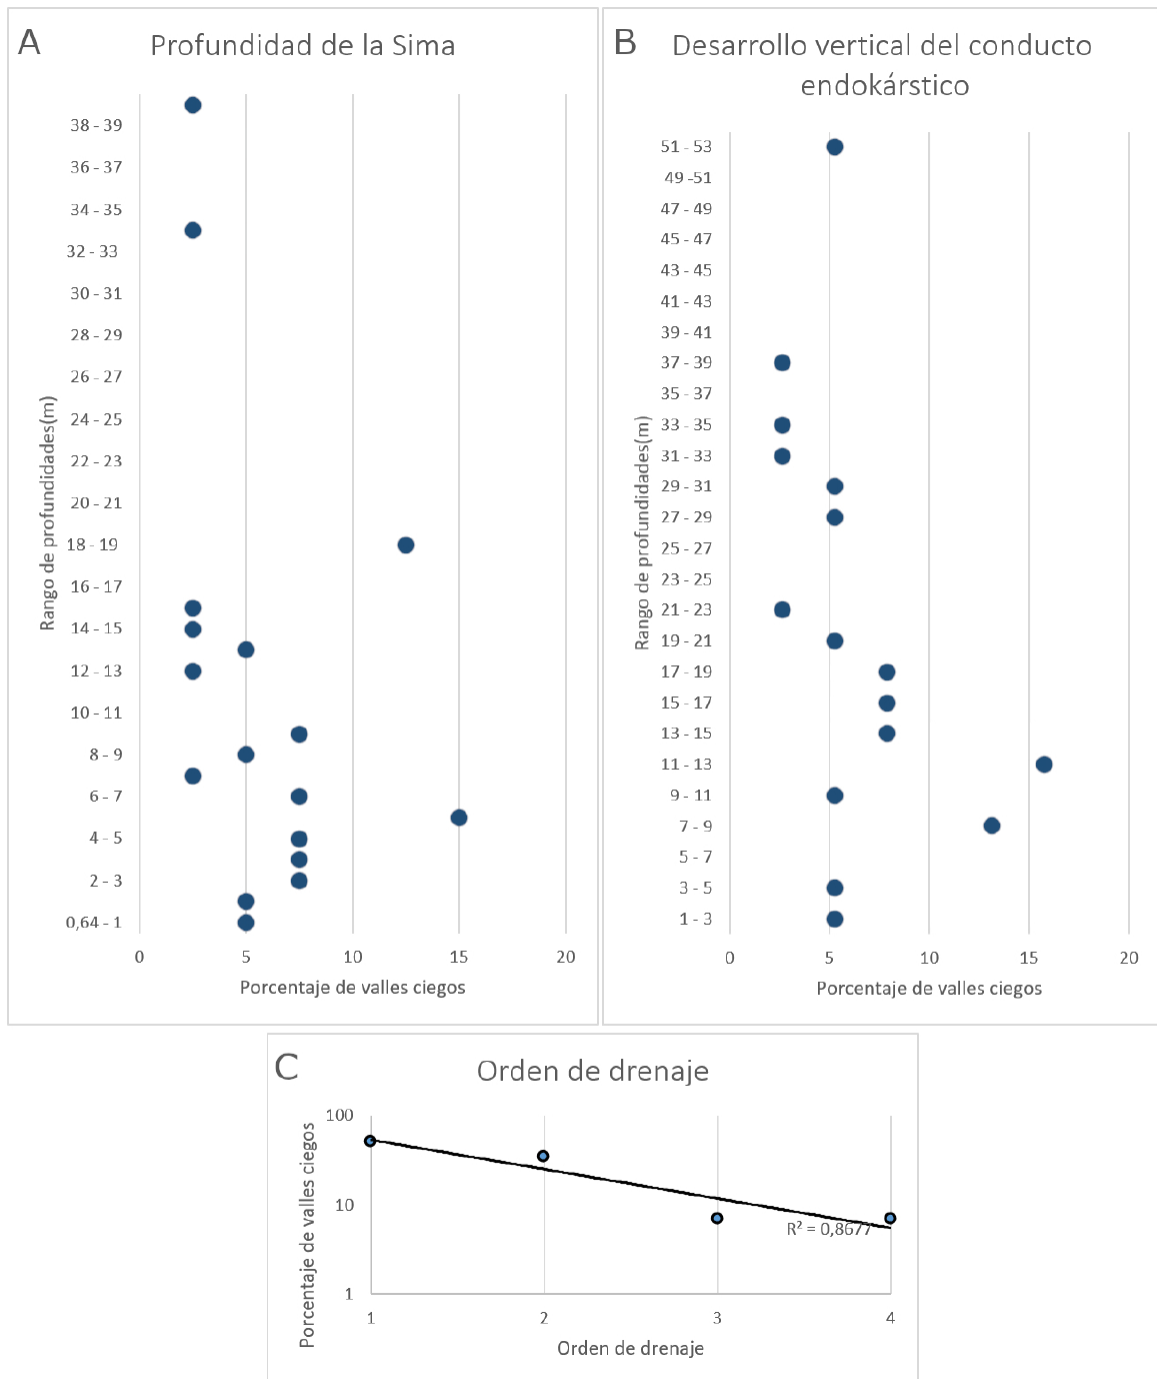 A
Profundidad de la Sima
38 - 39
36 - 37
34 - 35
32 - 33
30 - 31
28 - 29
26 - 27
24 - 25
22 - 23
20 - 21
18 - 19
16 - 17
14 - 15
12 - 13
10 - 11
8 - 9
6 - 7
4 - 5
2 - 3
0,64 - 1
Rango de profundidades(m)
0 5 10 15 20
Porcentaje de valles ciegos
B
Desarrollo vertical del conducto
endokárstico
51 - 53
49 -51
47 - 49
45 - 47
43 - 45
41 - 43
39 - 41
37 - 39
35 - 37
33 - 35
31 - 33
29 - 31
27 - 29
25 - 27
23 - 25
21 - 23
19 - 21
17 - 19
15 - 17
13 - 15
11 - 13
9 - 11
7 - 9
5 - 7
3 - 5
1 - 3
Rango de profundidades(m)
0 5 10 15 20
Porcentaje de valles ciegos
C
Orden de drenaje
100
10
1
Porcentaje de valles ciegos
R² = 0,8677
1 2 3 4
Orden de drenaje